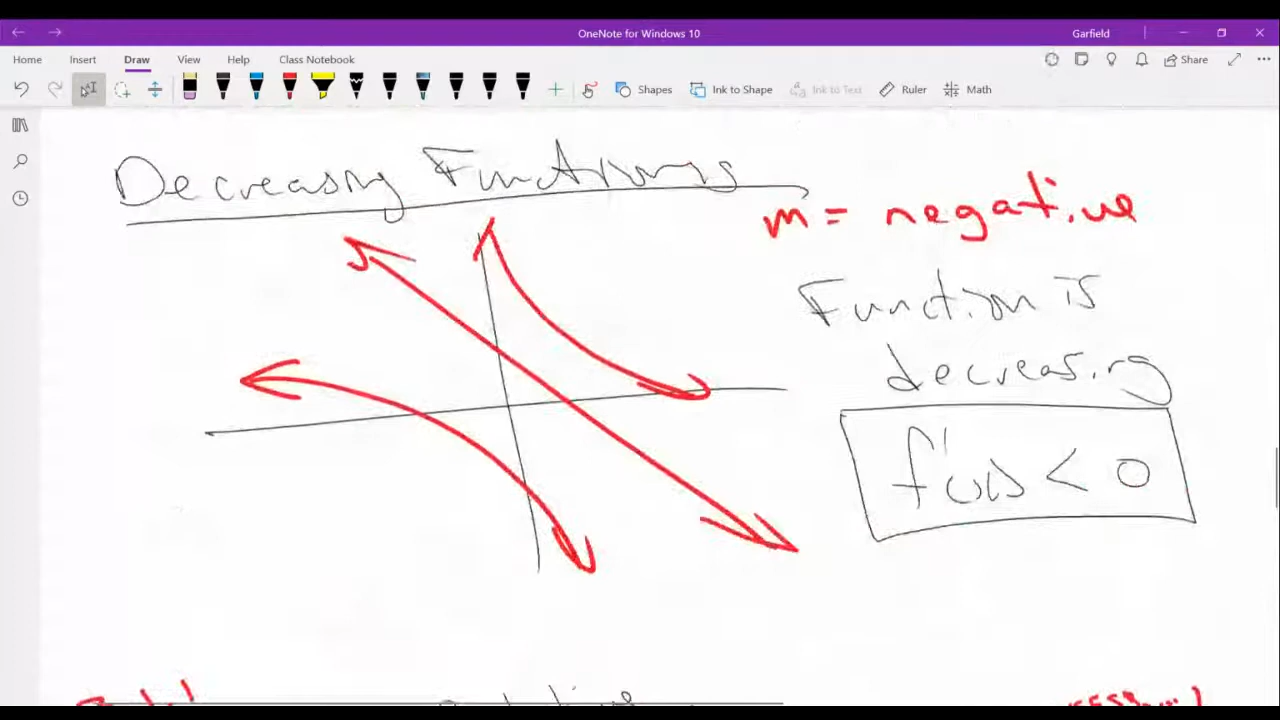 OneNote for Windows 10
Garfield
Home Insert Draw View Help Class Notebook
Share
Shapes Ink to Shape Ink to Text Ruler Math
Decreasing Functions
m = negative
Function is
decreasing
f'(x) < 0